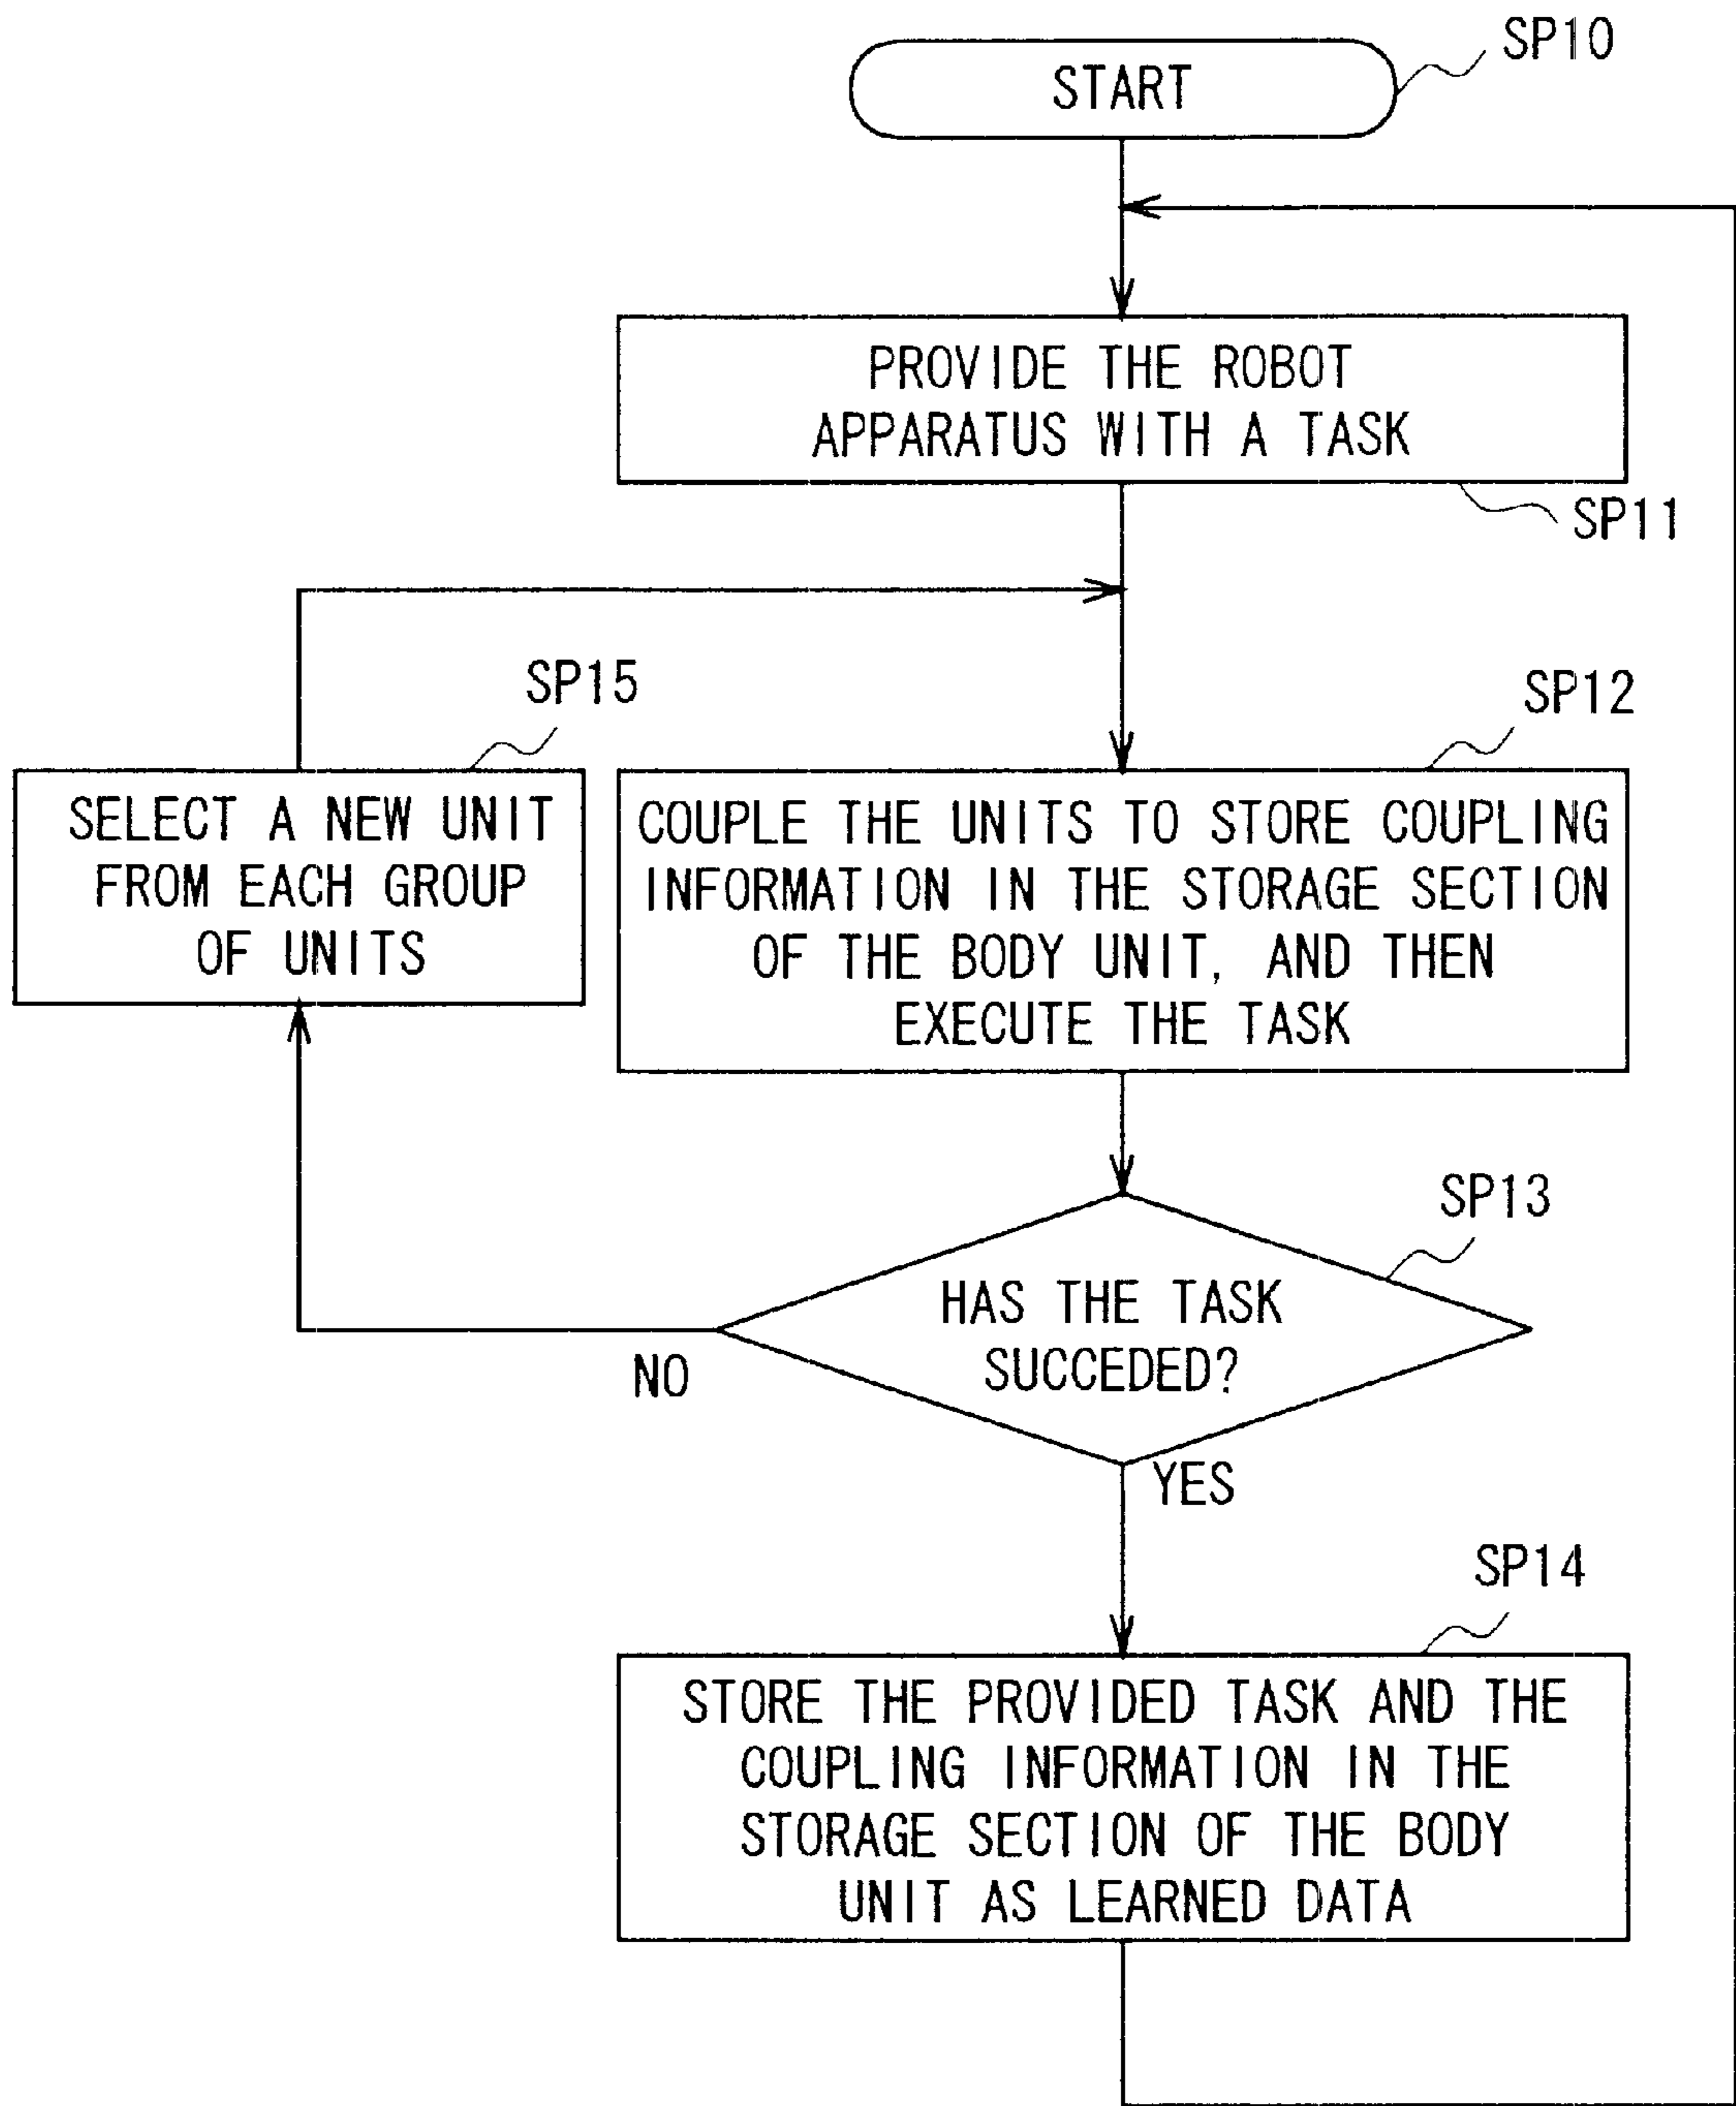 START
SP10
PROVIDE THE ROBOT
APPARATUS WITH A TASK
SP11
SP15
SELECT A NEW UNIT
FROM EACH GROUP
OF UNITS
SP12
COUPLE THE UNITS TO STORE COUPLING
INFORMATION IN THE STORAGE SECTION
OF THE BODY UNIT, AND THEN
EXECUTE THE TASK
SP13
HAS THE TASK
SUCCEDED?
NO
YES
SP14
STORE THE PROVIDED TASK AND THE
COUPLING INFORMATION IN THE
STORAGE SECTION OF THE BODY
UNIT AS LEARNED DATA